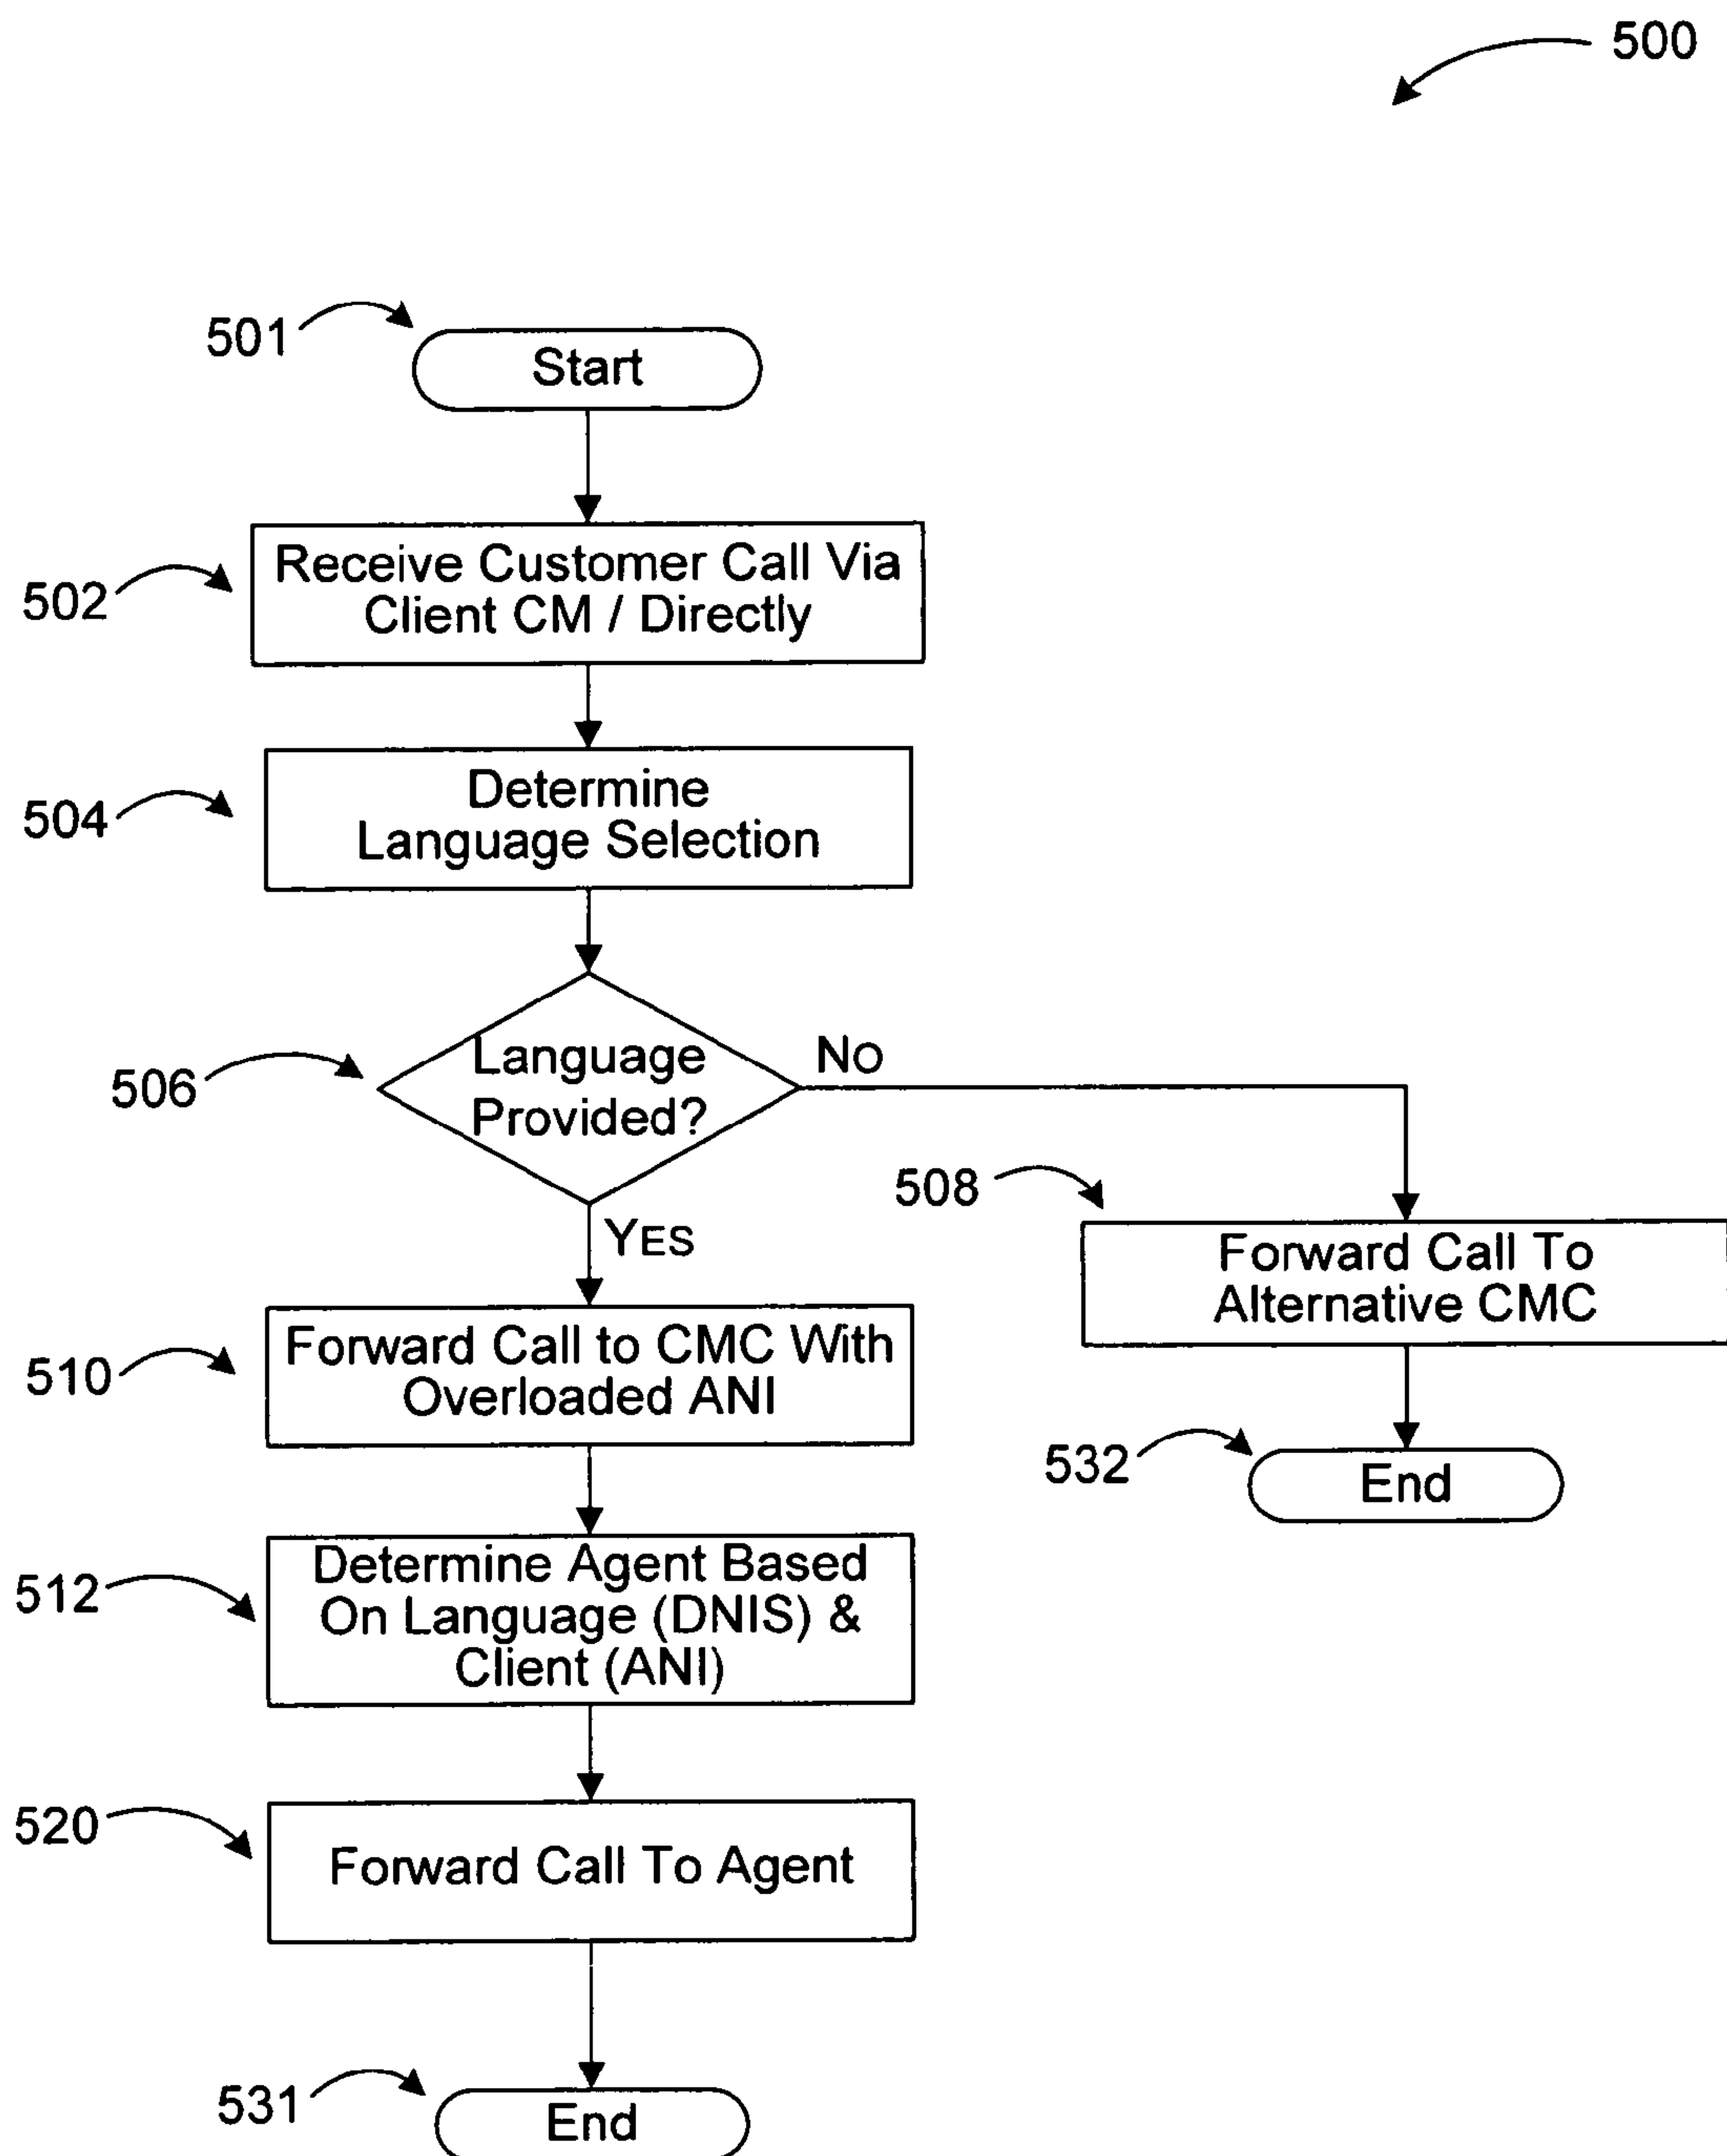 500
501
Start
502
Receive Customer Call Via
Client CM / Directly
504
Determine
Language Selection
506
Language
Provided?
NO
508
Forward Call To
Alternative CMC
YES
510
Forward Call to CMC With
Overloaded ANI
532
End
512
Determine Agent Based
On Language (DNIS) &
Client (ANI)
520
Forward Call To Agent
531
End